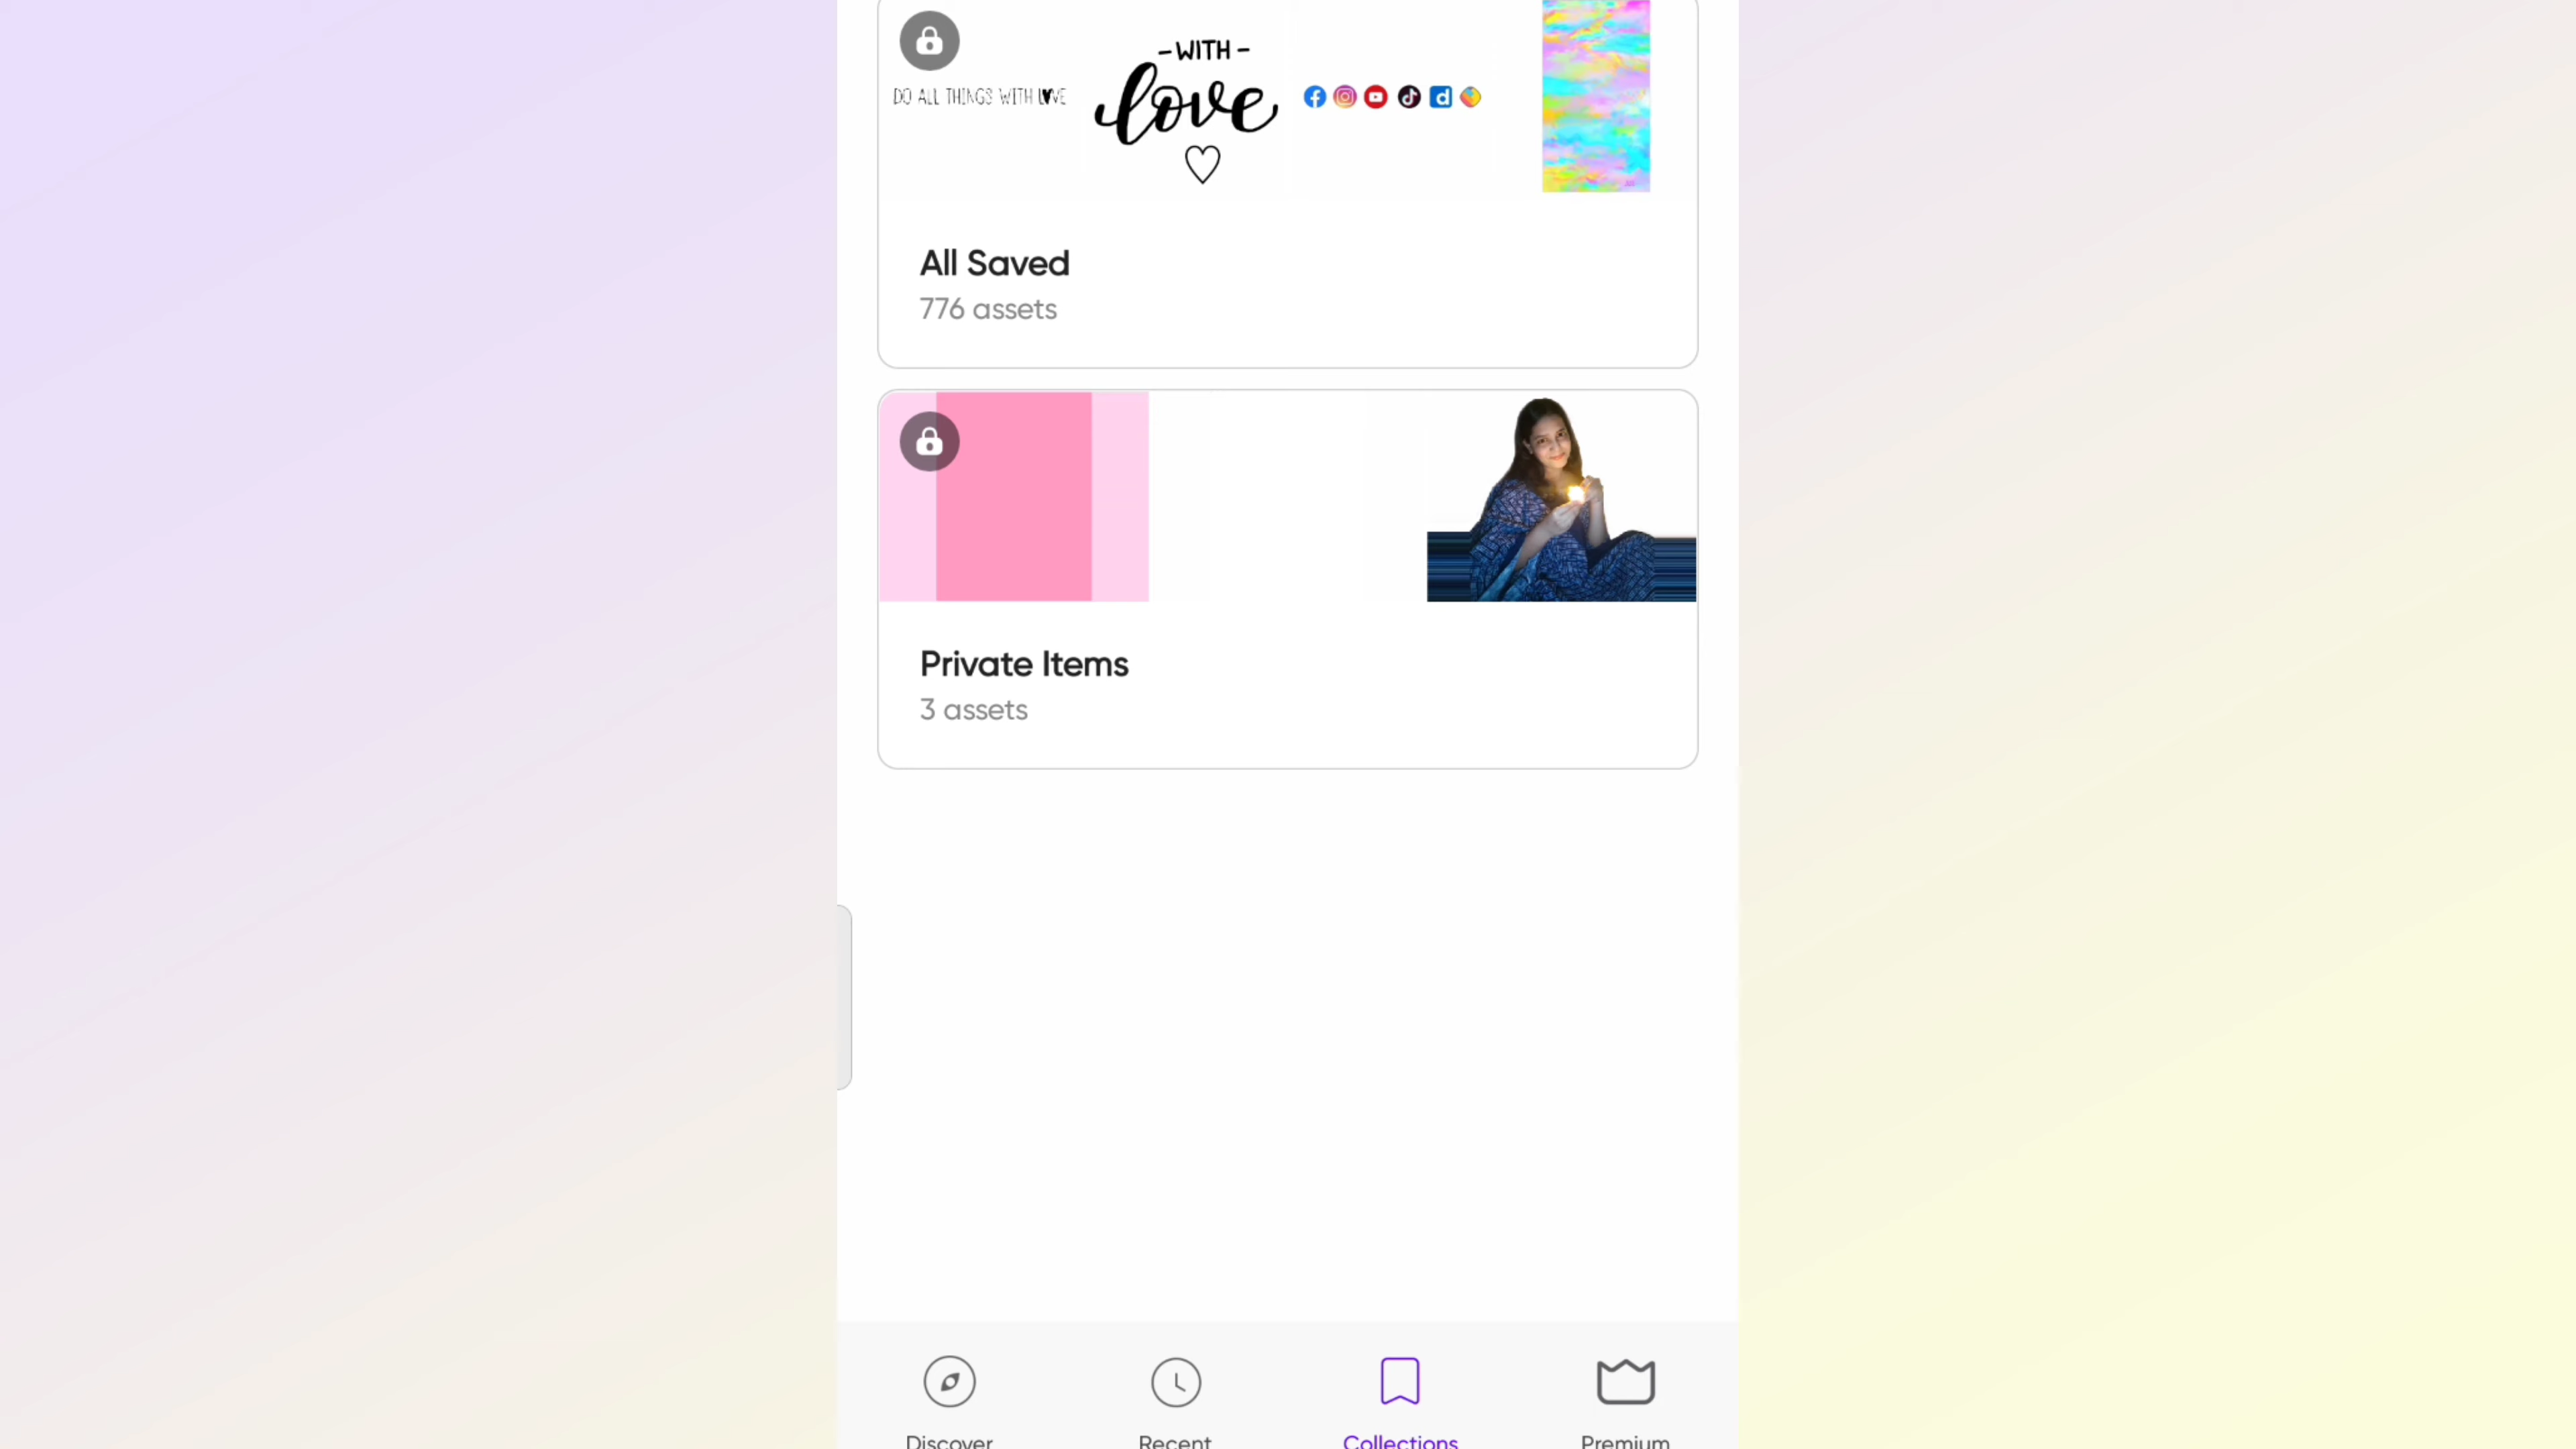 -WITH-
DO ALL THINGS WITH LOVE
love
All Saved
776 assets
Private Items
3 assets
Discover
Recent
Collections
Premium